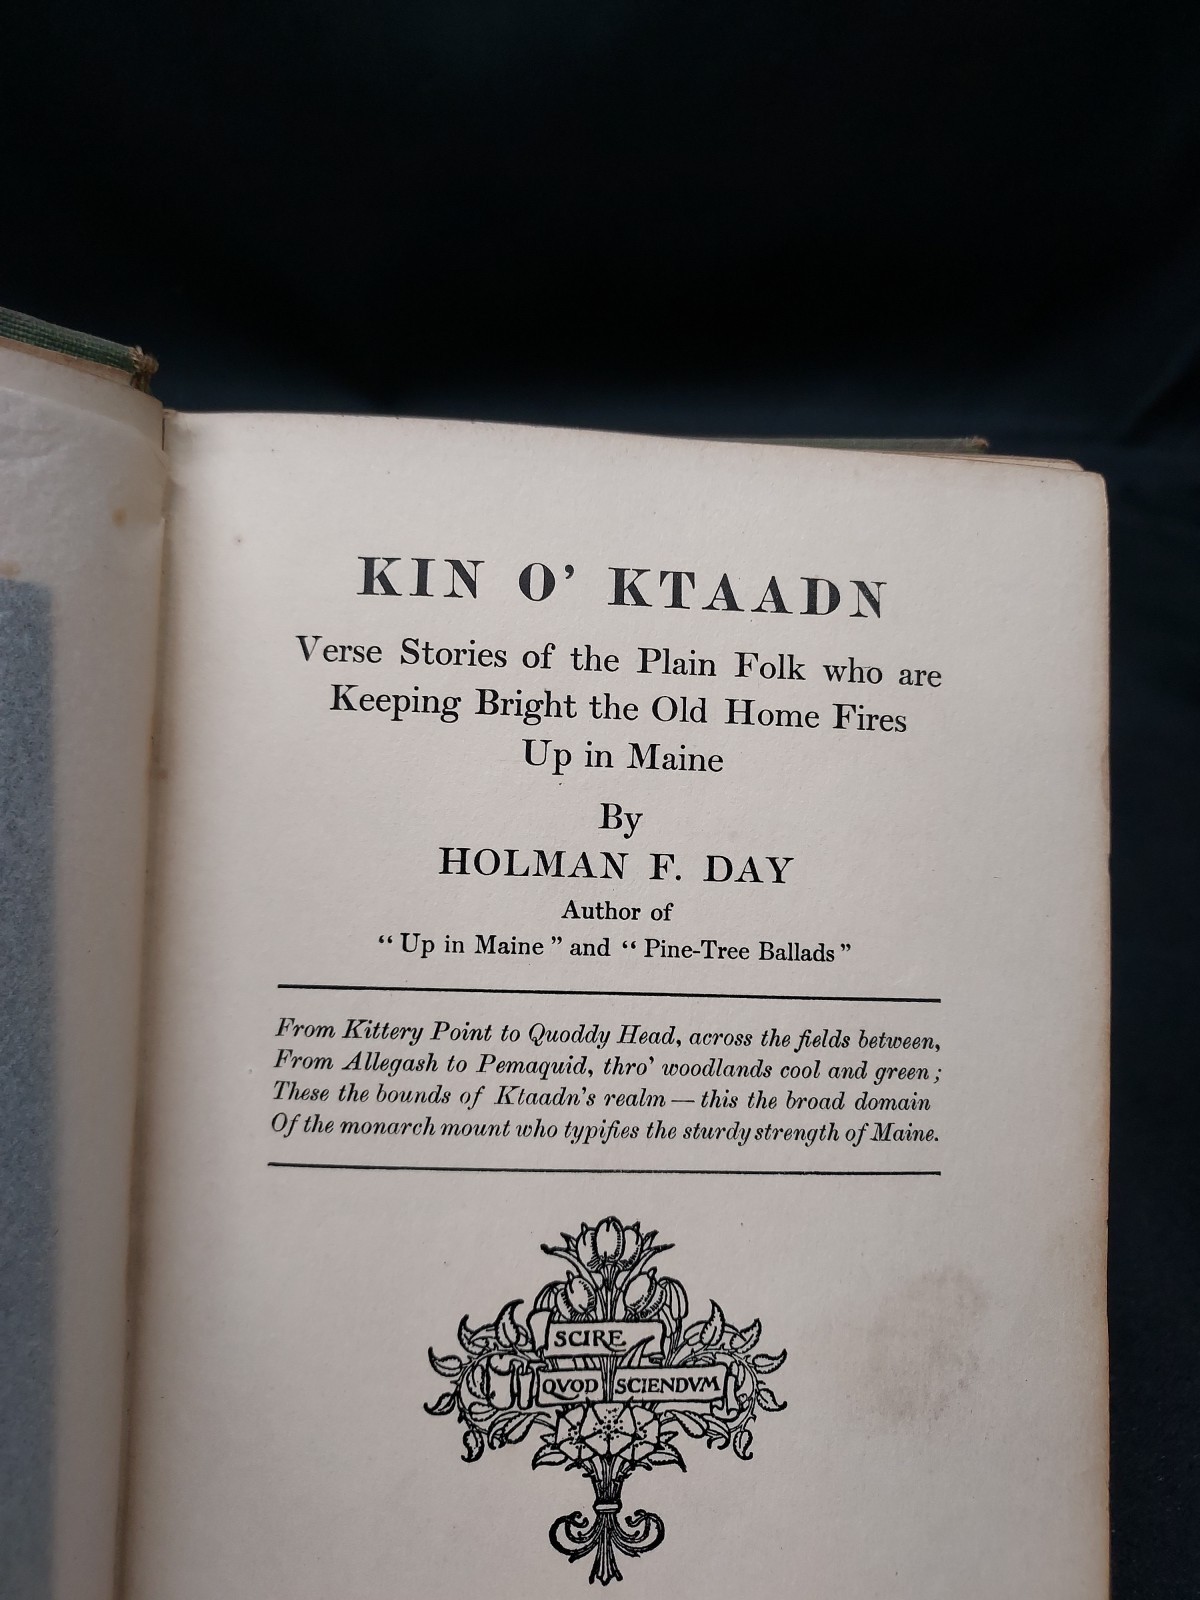 KIN O' KTAADN
Verse Stories of the Plain Folk who are
Keeping Bright the Old Home Fires
Up in Maine
By
HOLMAN F. DAY
Author of
“Up in Maine” and “Pine-Tree Ballads”
From Kittery Point to Quoddy Head, across the fields between,
From Allegash to Pemaquid, thro' woodlands cool and green;
These the bounds of Ktaadn's realm — this the broad domain
Of the monarch mount who typifies the sturdy strength of Maine.
SCIRE
QVOD SCIENDVM